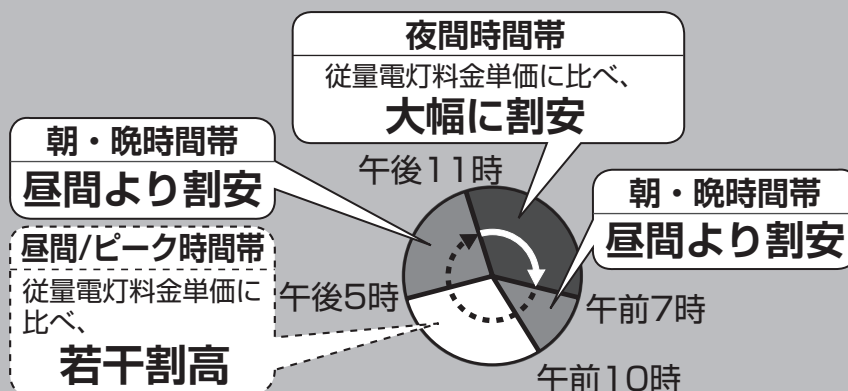 夜間時間帯
従量電灯料金単価に比べ、
大幅に割安
朝・晩時間帯
昼間より割安
午後11時
朝・晩時間帯
昼間より割安
昼間/ピーク時間帯
従量電灯料金単価に
比べ、
若干割高
午後5時
午前7時
午前10時